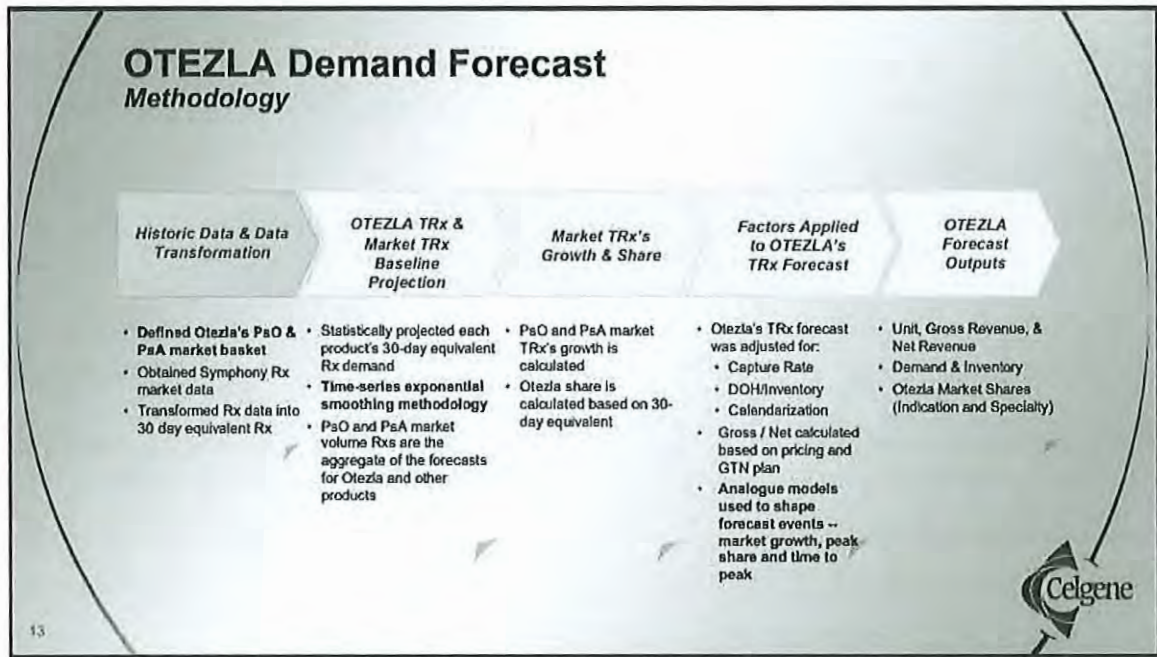 OTEZLA Demand Forecast
Methodology
Historic Data & Data
Transformation
OTEZLA TRx &
Market TRx
Baseline
Projection
Market TRx's
Growth & Share
Factors Applied
to OTEZLA's
TRx Forecast
OTEZLA
Forecast
Outputs
• Defined Otezla's PsO &
PsA market basket
• Obtained Symphony Rx
market data
• Transformed Rx data into
30 day equivalent Rx
• Statistically projected each
product's 30-day equivalent
Rx demand
• Time-series exponential
smoothing methodology
• PsO and PsA market
volume Rxs are the
aggregate of the forecasts
for Otezla and other
products
• PsO and PsA market
TRx's growth is
calculated
• Otezla share is
calculated based on 30-
day equivalent
• Otezla's TRx forecast
was adjusted for:
• Capture Rate
• DOH/Inventory
• Calendarization
• Gross / Net calculated
based on pricing and
GTN plan
• Analogue models
used to shape
forecast events --
market growth, peak
share and time to
peak
• Unit, Gross Revenue, &
Net Revenue
• Demand & Inventory
• Otezla Market Shares
(Indication and Specialty)
Celgene
13